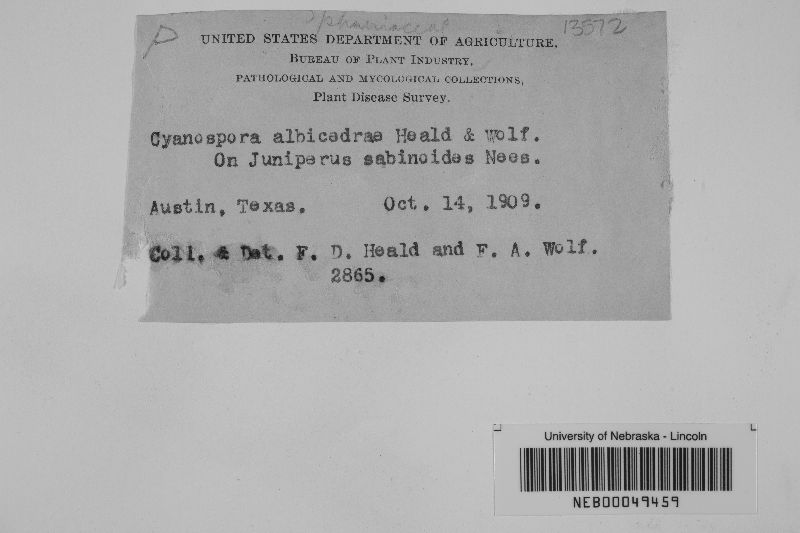 13572
UNITED STATES DEPARTMENT OF AGRICULTURE,
BUREAU OF PLANT INDUSTRY,
PATHOLOGICAL AND MYCOLOGICAL COLLECTIONS,
Plant Disease Survey.
Cyanospora albicedrae Heald & Wolf.
On Juniperus sabinoides Nees.
Austin, Texas. Oct. 14, 1909.
Coll. & Det. F. D. Heald and F. A. Wolf.
2865.
University of Nebraska - Lincoln
NEB00049459